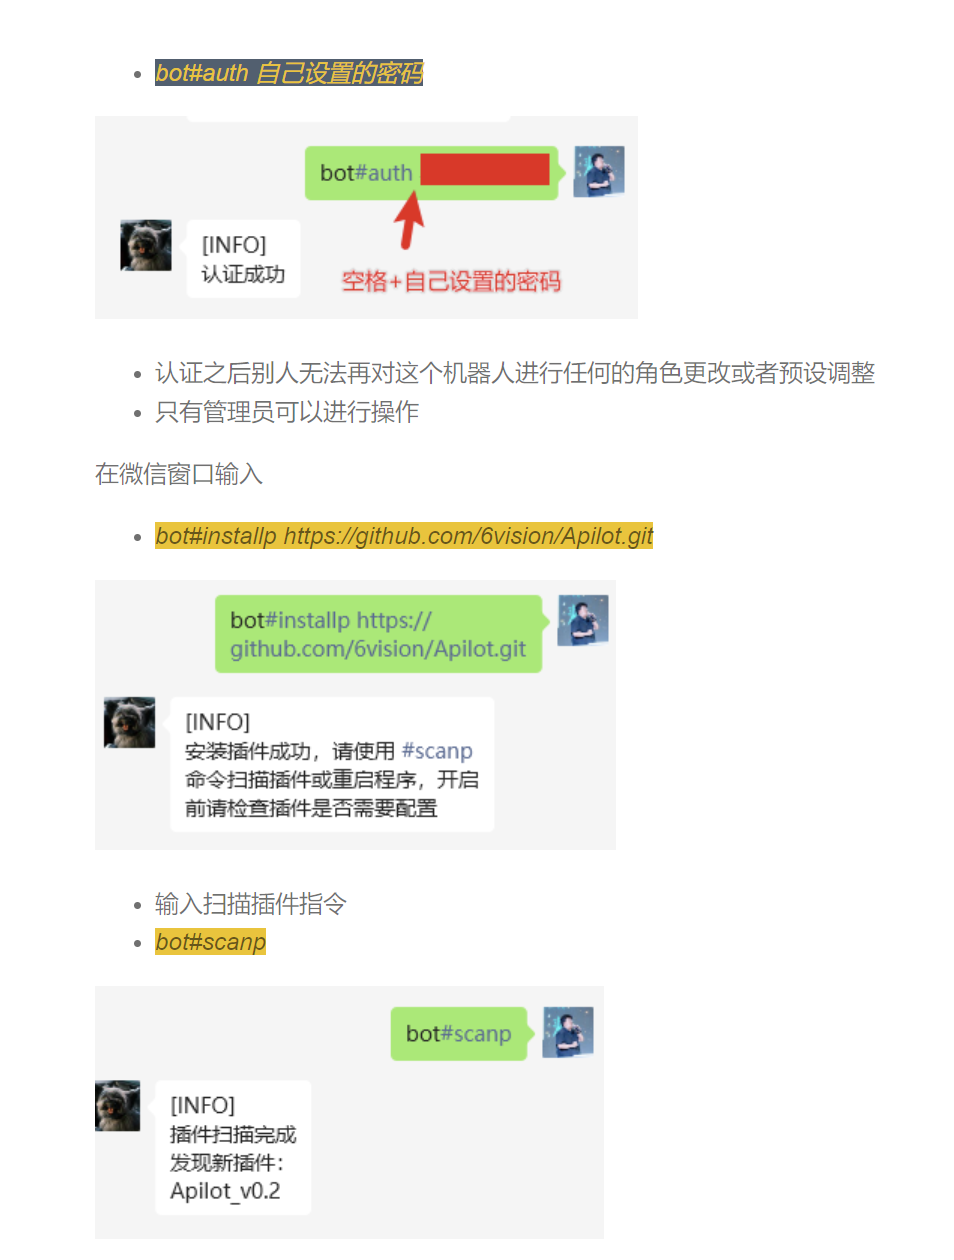 bot#auth 自己设置的密码
bot#auth
[INFO]
认证成功
空格+自己设置的密码
认证之后别人无法再对这个机器人进行任何的角色更改或者预设调整
只有管理员可以进行操作
在微信窗口输入
bot#installp https://github.com/6vision/Apilot.git
bot#installp https://
github.com/6vision/Apilot.git
[INFO]
安装插件成功，请使用 #scanp
命令扫描插件或重启程序，开启
前请检查插件是否需要配置
输入扫描插件指令
bot#scanp
bot#scanp
[INFO]
插件扫描完成
发现新插件：
Apilot_v0.2